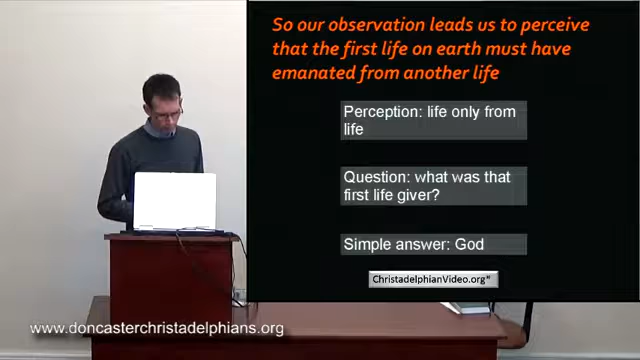 So our observation leads us to perceive
that the first life on earth must have
emanated from another life
Perception: life only from
life
Question: what was that
first life giver?
Simple answer: God
ChristadelphianVideo.org*
www.doncasterchristadelphians.org